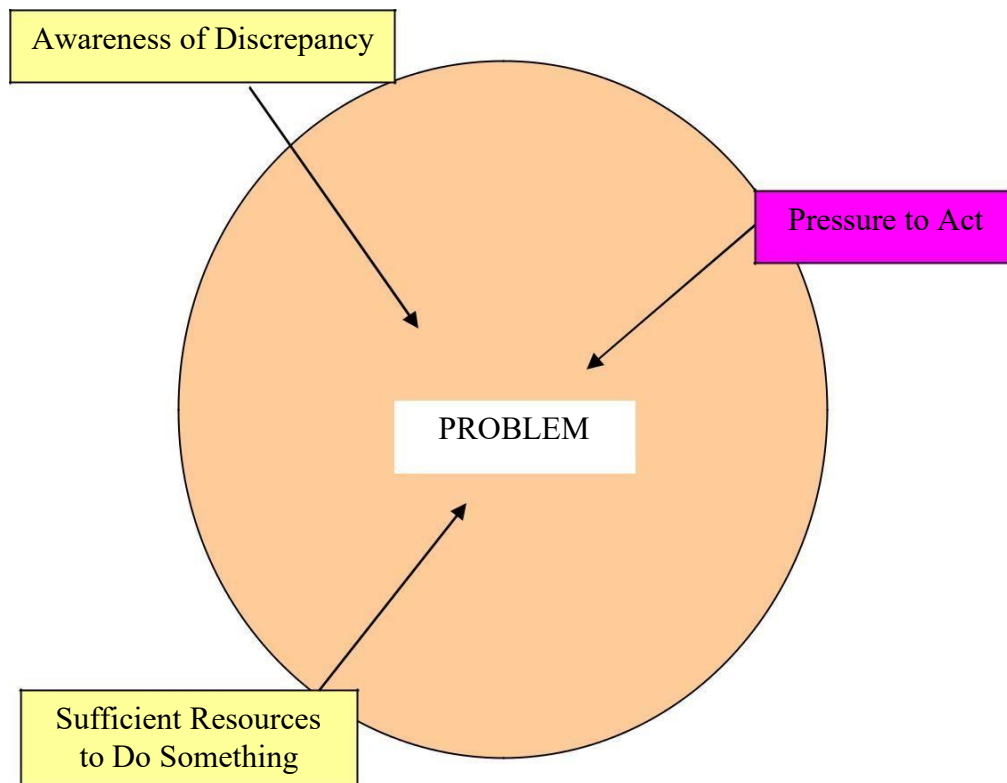 Awareness of Discrepancy
Pressure to Act
PROBLEM
Sufficient Resources
to Do Something